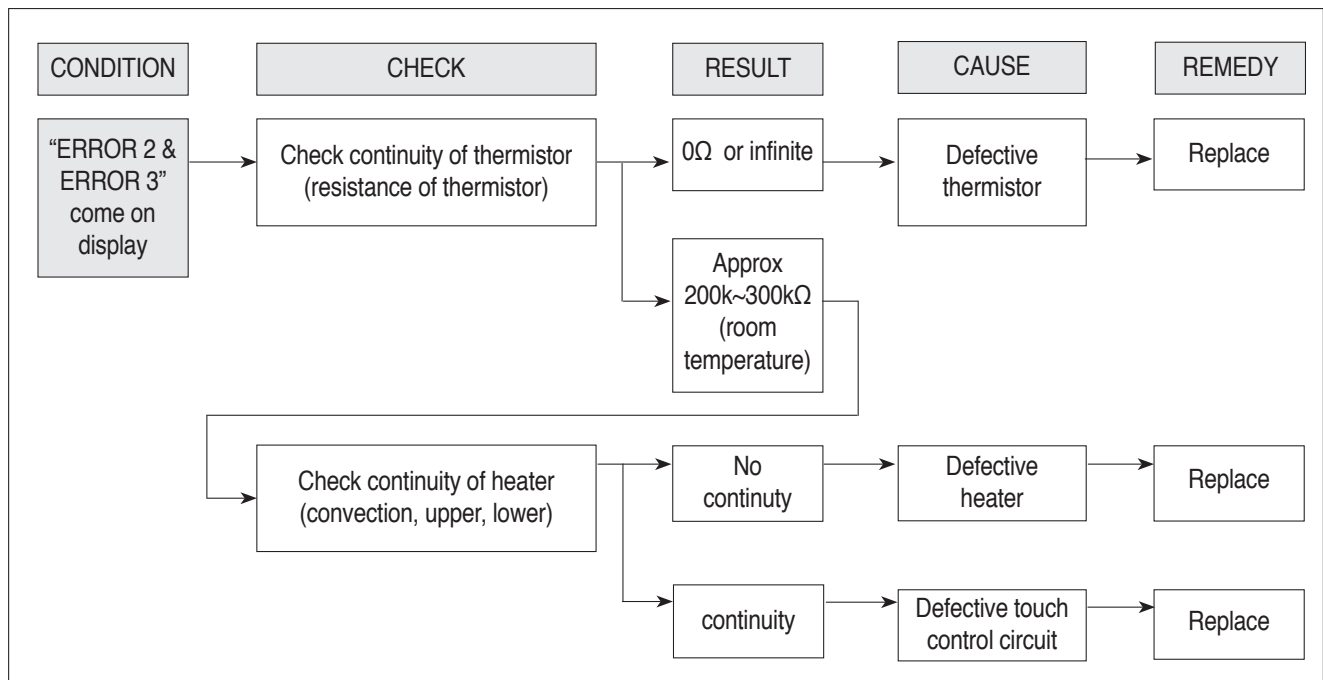 CONDITION
CHECK
RESULT
CAUSE
REMEDY
“ERROR 2 &
ERROR 3”
come on
display
Check continuity of thermistor
(resistance of thermistor)
0Ω or infinite
Defective
thermistor
Replace
Approx
200k~300kΩ
(room
temperature)
Check continuity of heater
(convection, upper, lower)
No
continuty
Defective
heater
Replace
continuity
Defective touch
control circuit
Replace